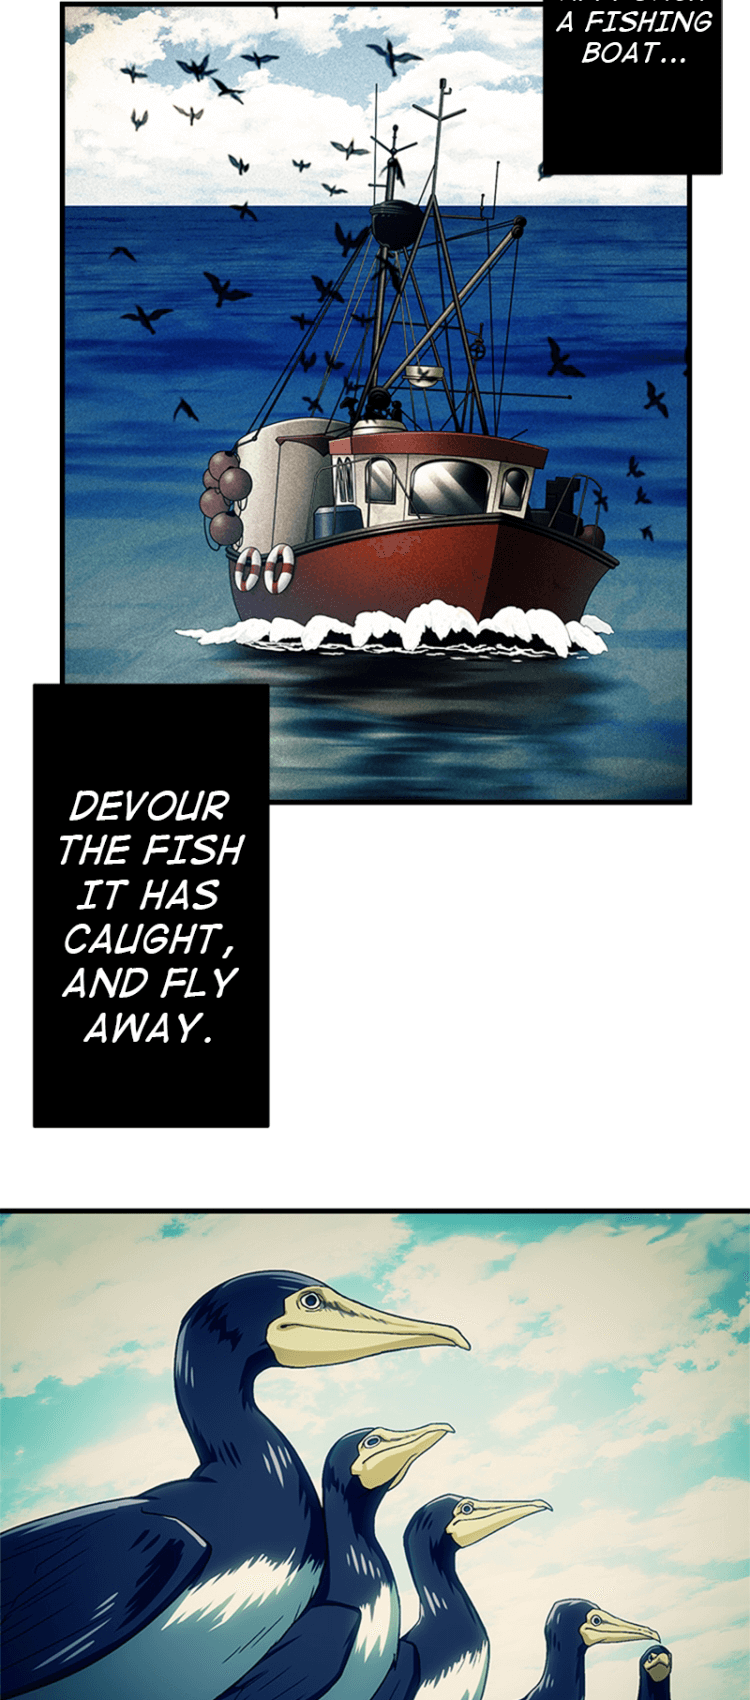 A FISHING
BOAT...
DEVOUR
THE FISH
IT HAS
CAUGHT,
AND FLY
AWAY.